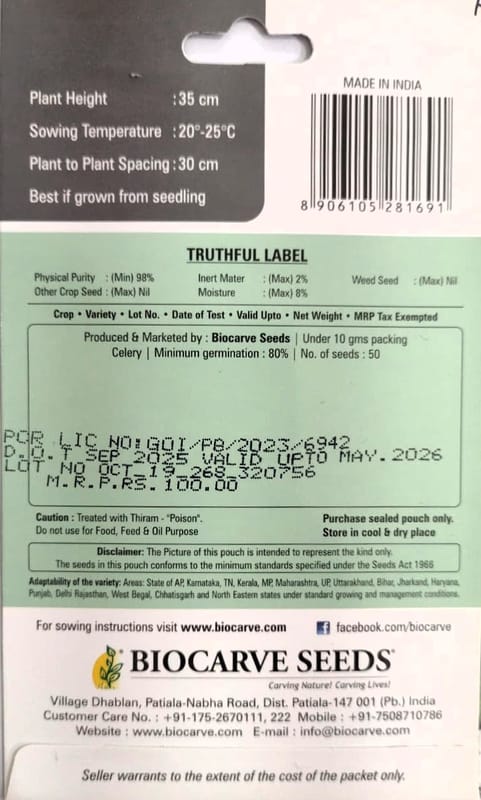 Plant Height : 35 cm
Sowing Temperature : 20°-25°C
Plant to Plant Spacing : 30 cm
Best if grown from seedling
MADE IN INDIA
8 906105 281691
TRUTHFUL LABEL
Physical Purity : (Min) 98% Inert Mater : (Max) 2% Weed Seed : (Max) Nil
Other Crop Seed : (Max) Nil Moisture : (Max) 8%
Crop • Variety • Lot No. • Date of Test • Valid Upto • Net Weight • MRP Tax Exempted
Produced & Marketed by : Biocarve Seeds | Under 10 gms packing
Celery | Minimum germination : 80% | No. of seeds : 50
PQR LIC NO:GOI/PB/2023/6942
D.O.T SEP 2025 VALID UPTO MAY.2026
LOT NO OCT-19-268 320756
M.R.P.RS.100.00
Caution : Treated with Thiram - "Poison".
Do not use for Food, Feed & Oil Purpose
Purchase sealed pouch only.
Store in cool & dry place
Disclaimer: The Picture of this pouch is intended to represent the kind only.
The seeds in this pouch conforms to the minimum standards specified under the Seeds Act 1966
Adaptability of the variety: Areas: State of AP, Karnataka, TN, Kerala, MP, Maharashtra, UP, Uttarakhand, Bihar, Jharkand, Haryana,
Punjab, Delhi Rajasthan, West Begal, Chhatisgarh and North Eastern states under standard growing and management conditions.
For sowing instructions visit www.biocarve.com facebook.com/biocarve
BIOCARVE SEEDS
Carving Nature! Carving Lives!
Village Dhablan, Patiala-Nabha Road, Dist. Patiala-147 001 (Pb.) India
Customer Care No. : +91-175-2670111, 222 Mobile : +91-7508710786
Website : www.biocarve.com E-mail : info@biocarve.com
Seller warrants to the extent of the cost of the packet only.